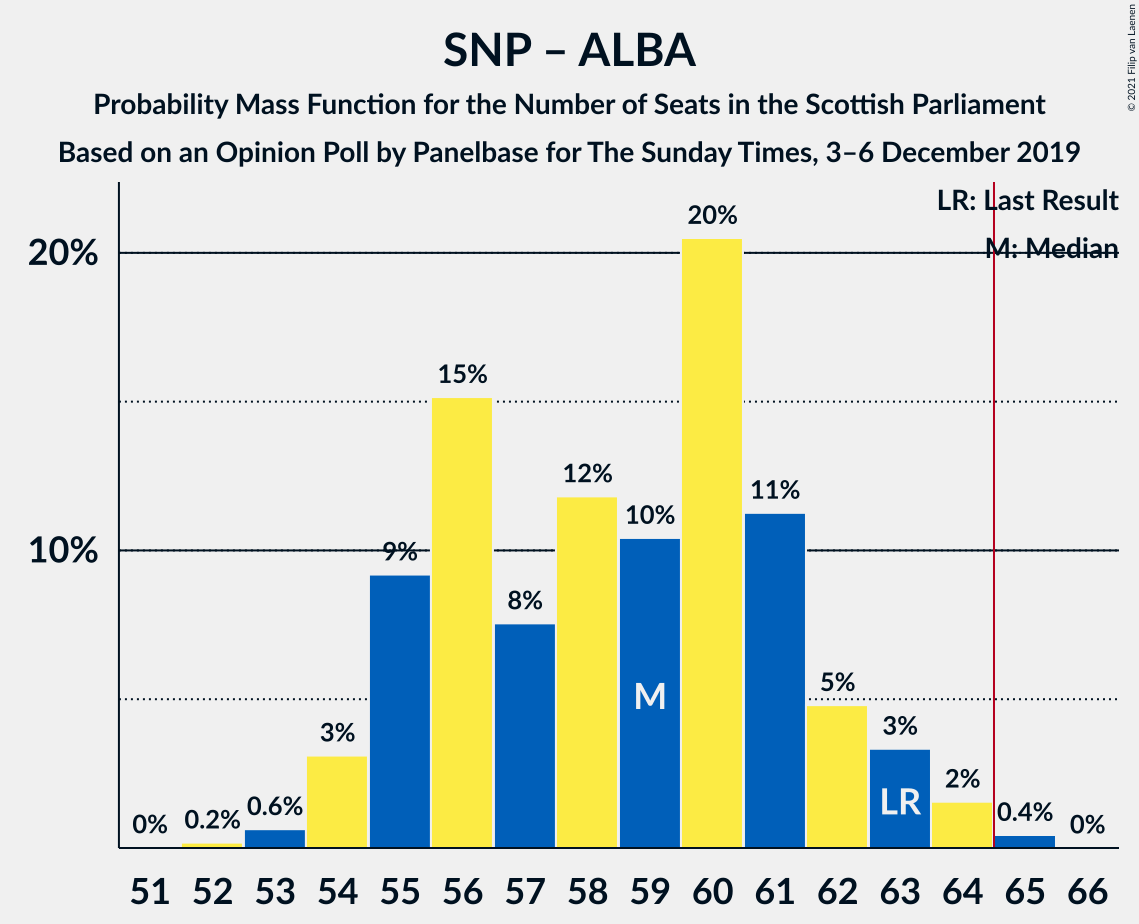 SNP – ALBA
Probability Mass Function for the Number of Seats in the Scottish Parliament
Based on an Opinion Poll by Panelbase for The Sunday Times, 3–6 December 2019
© 2021 Filip van Laenen
LR: Last Result
M: Median
20%
10%
0% 0.2% 0.6% 3% 9% 15% 8% 12% 10% 20% 11% 5% 3% 2% 0.4% 0%
M
LR
51 52 53 54 55 56 57 58 59 60 61 62 63 64 65 66